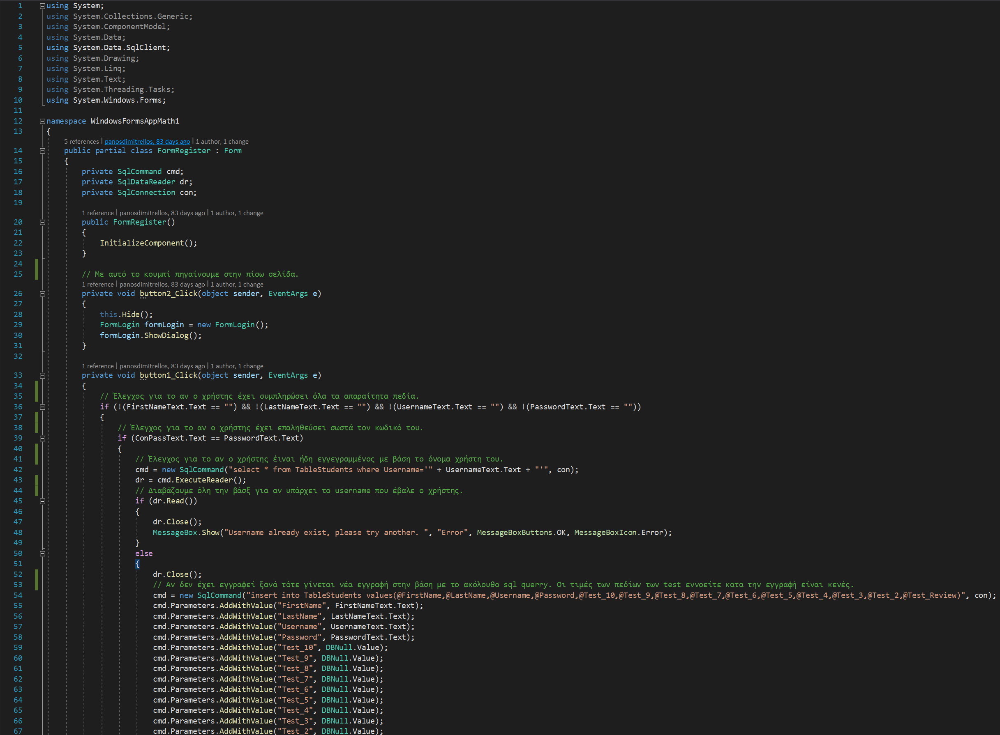 1 using System;
2 using System.Collections.Generic;
3 using System.ComponentModel;
4 using System.Data;
5 using System.Data.SqlClient;
6 using System.Drawing;
7 using System.Linq;
8 using System.Text;
9 using System.Threading.Tasks;
10 using System.Windows.Forms;
11
12 namespace WindowsFormsAppMath1
13 {
5 references | panosdimitrellos, 83 days ago | 1 author, 1 change
14 public partial class FormRegister : Form
15 {
16 private SqlCommand cmd;
17 private SqlDataReader dr;
18 private SqlConnection con;
19
1 reference | panosdimitrellos, 83 days ago | 1 author, 1 change
20 public FormRegister()
21 {
22 InitializeComponent();
23 }
24
25 // Με αυτό το κουμπί πηγαίνουμε στην πίσω σελίδα.
1 reference | panosdimitrellos, 83 days ago | 1 author, 1 change
26 private void button2_Click(object sender, EventArgs e)
27 {
28 this.Hide();
29 FormLogin formLogin = new FormLogin();
30 formLogin.ShowDialog();
31 }
32
1 reference | panosdimitrellos, 83 days ago | 1 author, 1 change
33 private void button1_Click(object sender, EventArgs e)
34 {
35 // Έλεγχος για το αν ο χρήστης έχει συμπληρώσει όλα τα απαραίτητα πεδία.
36 if (!(FirstNameText.Text == "") && !(LastNameText.Text == "") && !(UsernameText.Text == "") && !(PasswordText.Text == ""))
37 {
38 // Έλεγχος για το αν ο χρήστης έχει επαληθεύσει σωστά τον κωδικό του.
39 if (ConPassText.Text == PasswordText.Text)
40 {
41 // Έλεγχος για το αν ο χρήστης έιναι ήδη εγγεγραμμένος με βάση το όνομα χρήστη του.
42 cmd = new SqlCommand("select * from TableStudents where Username='" + UsernameText.Text + "'", con);
43 dr = cmd.ExecuteReader();
44 // Διαβάζουμε όλη την βάσξ για αν υπάρχει το username που έβαλε ο χρήστης.
45 if (dr.Read())
46 {
47 dr.Close();
48 MessageBox.Show("Username already exist, please try another. ", "Error", MessageBoxButtons.OK, MessageBoxIcon.Error);
49 }
50 else
51 {
52 dr.Close();
53 // Αν δεν έχει εγγραφεί ξανά τότε γίνεται νέα εγγραφή στην βάση με το ακόλουθο sql querry. Οι τιμές των πεδίων των test εννοείτε κατα την εγγραφή είναι κενές.
54 cmd = new SqlCommand("insert into TableStudents values(@FirstName,@LastName,@Username,@Password,@Test_10,@Test_9,@Test_8,@Test_7,@Test_6,@Test_5,@Test_4,@Test_3,@Test_2,@Test_Review)", con);
55 cmd.Parameters.AddWithValue("FirstName", FirstNameText.Text);
56 cmd.Parameters.AddWithValue("LastName", LastNameText.Text);
57 cmd.Parameters.AddWithValue("Username", UsernameText.Text);
58 cmd.Parameters.AddWithValue("Password", PasswordText.Text);
59 cmd.Parameters.AddWithValue("Test_10", DBNull.Value);
60 cmd.Parameters.AddWithValue("Test_9", DBNull.Value);
61 cmd.Parameters.AddWithValue("Test_8", DBNull.Value);
62 cmd.Parameters.AddWithValue("Test_7", DBNull.Value);
63 cmd.Parameters.AddWithValue("Test_6", DBNull.Value);
64 cmd.Parameters.AddWithValue("Test_5", DBNull.Value);
65 cmd.Parameters.AddWithValue("Test_4", DBNull.Value);
66 cmd.Parameters.AddWithValue("Test_3", DBNull.Value);
67 cmd.Parameters.AddWithValue("Test_2", DBNull.Value);